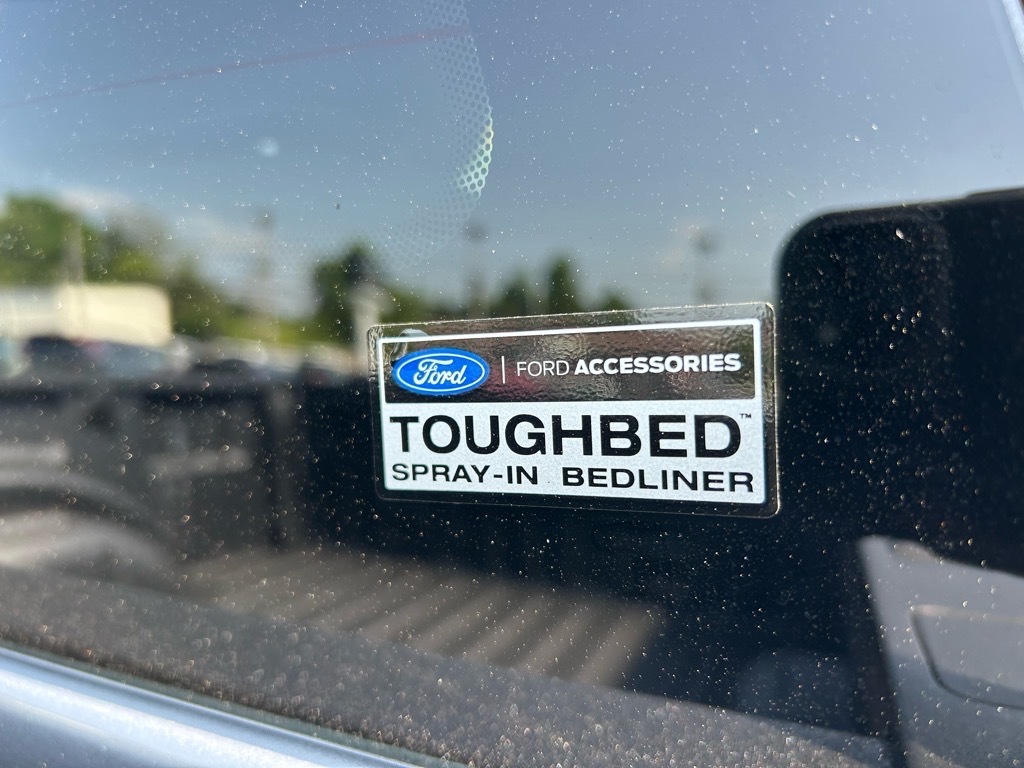 Ford | FORD ACCESSORIES
TOUGHBED™
SPRAY-IN BEDLINER